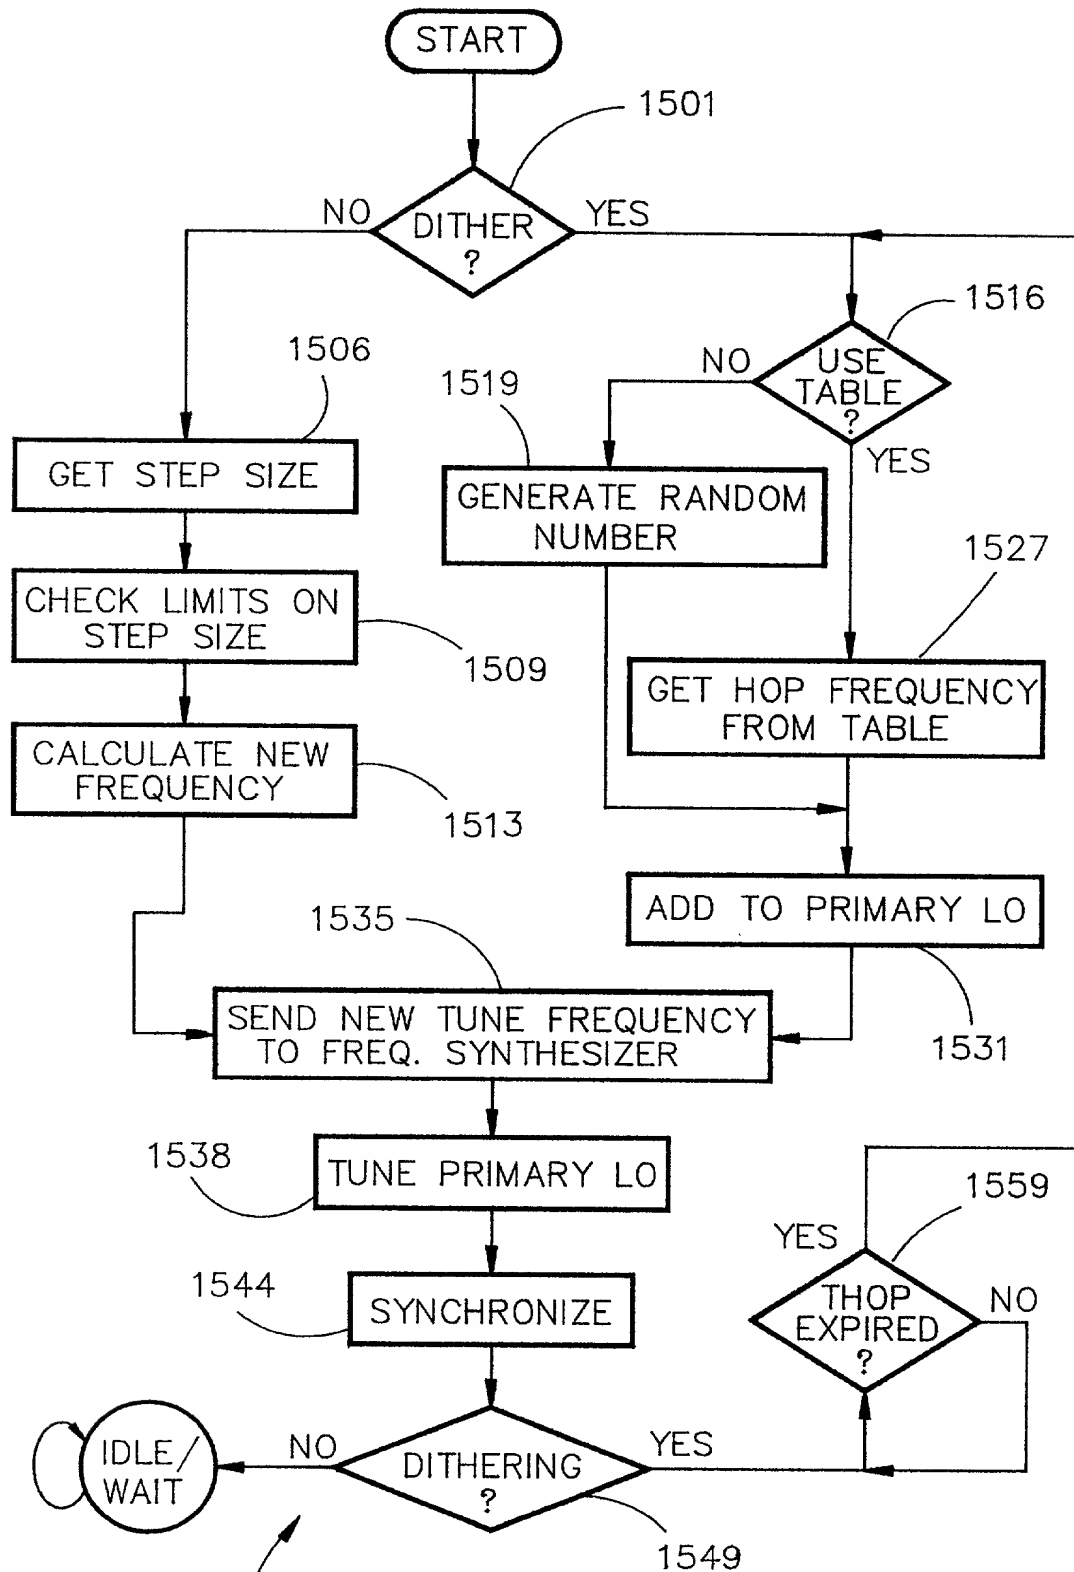 START
1501
NO
DITHER
?
YES
1516
1506
NO
USE
TABLE
?
1519
YES
GET STEP SIZE
GENERATE RANDOM
NUMBER
1527
CHECK LIMITS ON
STEP SIZE
1509
GET HOP FREQUENCY
FROM TABLE
CALCULATE NEW
FREQUENCY
1513
ADD TO PRIMARY LO
1535
SEND NEW TUNE FREQUENCY
TO FREQ. SYNTHESIZER
1531
1538
TUNE PRIMARY LO
1559
YES
1544
SYNCHRONIZE
THOP
EXPIRED
?
NO
IDLE/
WAIT
NO
DITHERING
?
YES
1549